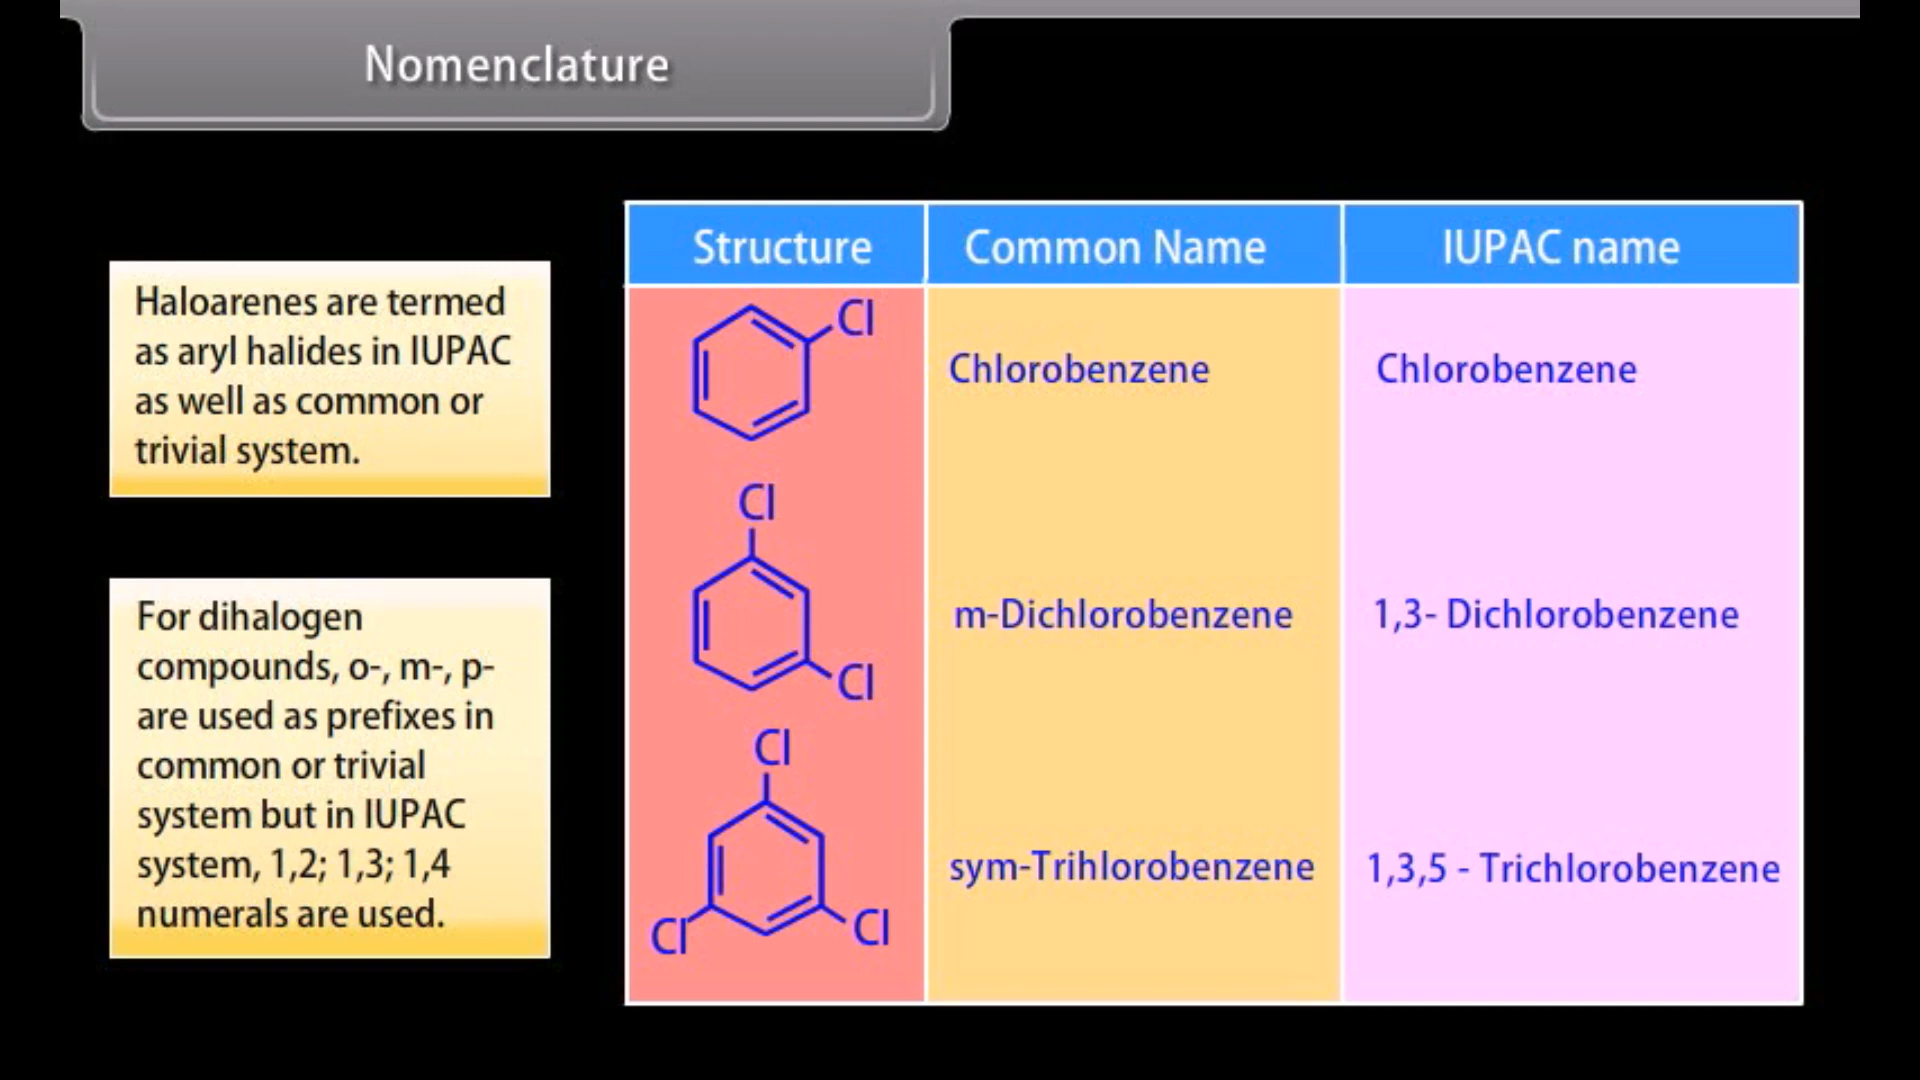 Nomenclature
Haloarenes are termed
as aryl halides in IUPAC
as well as common or
trivial system.
For dihalogen
compounds, o-, m-, p-
are used as prefixes in
common or trivial
system but in IUPAC
system, 1,2; 1,3; 1,4
numerals are used.
Structure Common Name IUPAC name
Cl
Chlorobenzene Chlorobenzene
Cl
m-Dichlorobenzene 1,3- Dichlorobenzene
Cl
Cl
sym-Trihlorobenzene 1,3,5 - Trichlorobenzene
Cl Cl